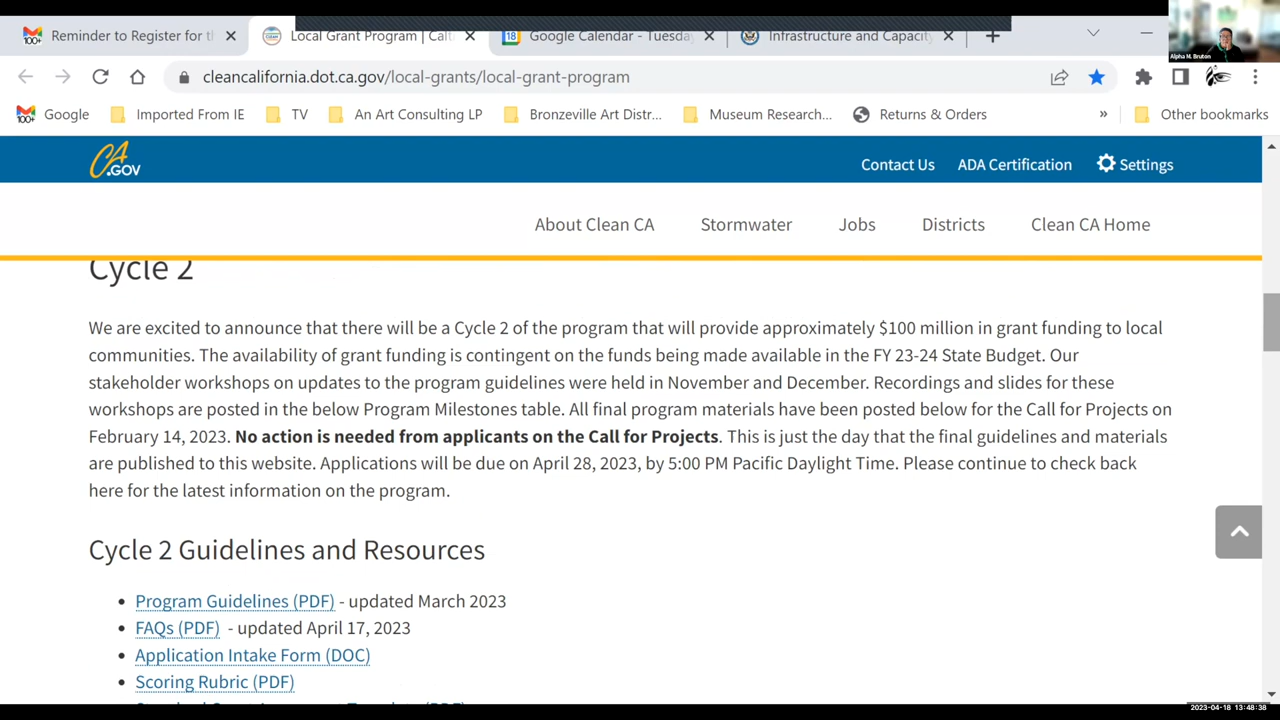 Reminder to Register for t
Local Grant Program | Calt
18 Google Calendar - Tuesda
Infrastructure and Capacity
Alpha M. Bruton
cleancalifornia.dot.ca.gov/local-grants/local-grant-program
100+ Google Imported From IE TV An Art Consulting LP Bronzeville Art Distr... Museum Research... Returns & Orders » Other bookmarks
CA.GOV Contact Us ADA Certification Settings
About Clean CA Stormwater Jobs Districts Clean CA Home
Cycle 2
We are excited to announce that there will be a Cycle 2 of the program that will provide approximately $100 million in grant funding to local
communities. The availability of grant funding is contingent on the funds being made available in the FY 23-24 State Budget. Our
stakeholder workshops on updates to the program guidelines were held in November and December. Recordings and slides for these
workshops are posted in the below Program Milestones table. All final program materials have been posted below for the Call for Projects on
February 14, 2023. No action is needed from applicants on the Call for Projects. This is just the day that the final guidelines and materials
are published to this website. Applications will be due on April 28, 2023, by 5:00 PM Pacific Daylight Time. Please continue to check back
here for the latest information on the program.
Cycle 2 Guidelines and Resources
• Program Guidelines (PDF) - updated March 2023
• FAQs (PDF) - updated April 17, 2023
• Application Intake Form (DOC)
• Scoring Rubric (PDF)
2023-04-18 13:48:38